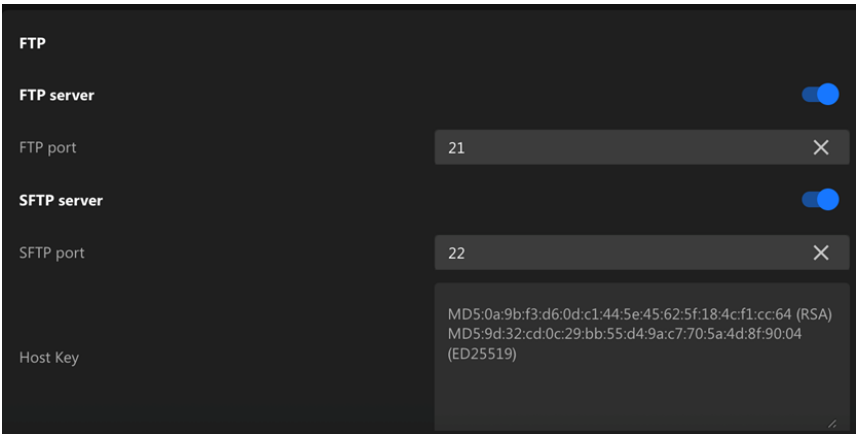 FTP
FTP server
FTP port
21
SFTP server
SFTP port
22
Host Key
MD5:0a:9b:f3:d6:0d:c1:44:5e:45:62:5f:18:4c:f1:cc:64 (RSA)
MD5:9d:32:cd:0c:29:bb:55:d4:9a:c7:70:5a:4d:8f:90:04
(ED25519)